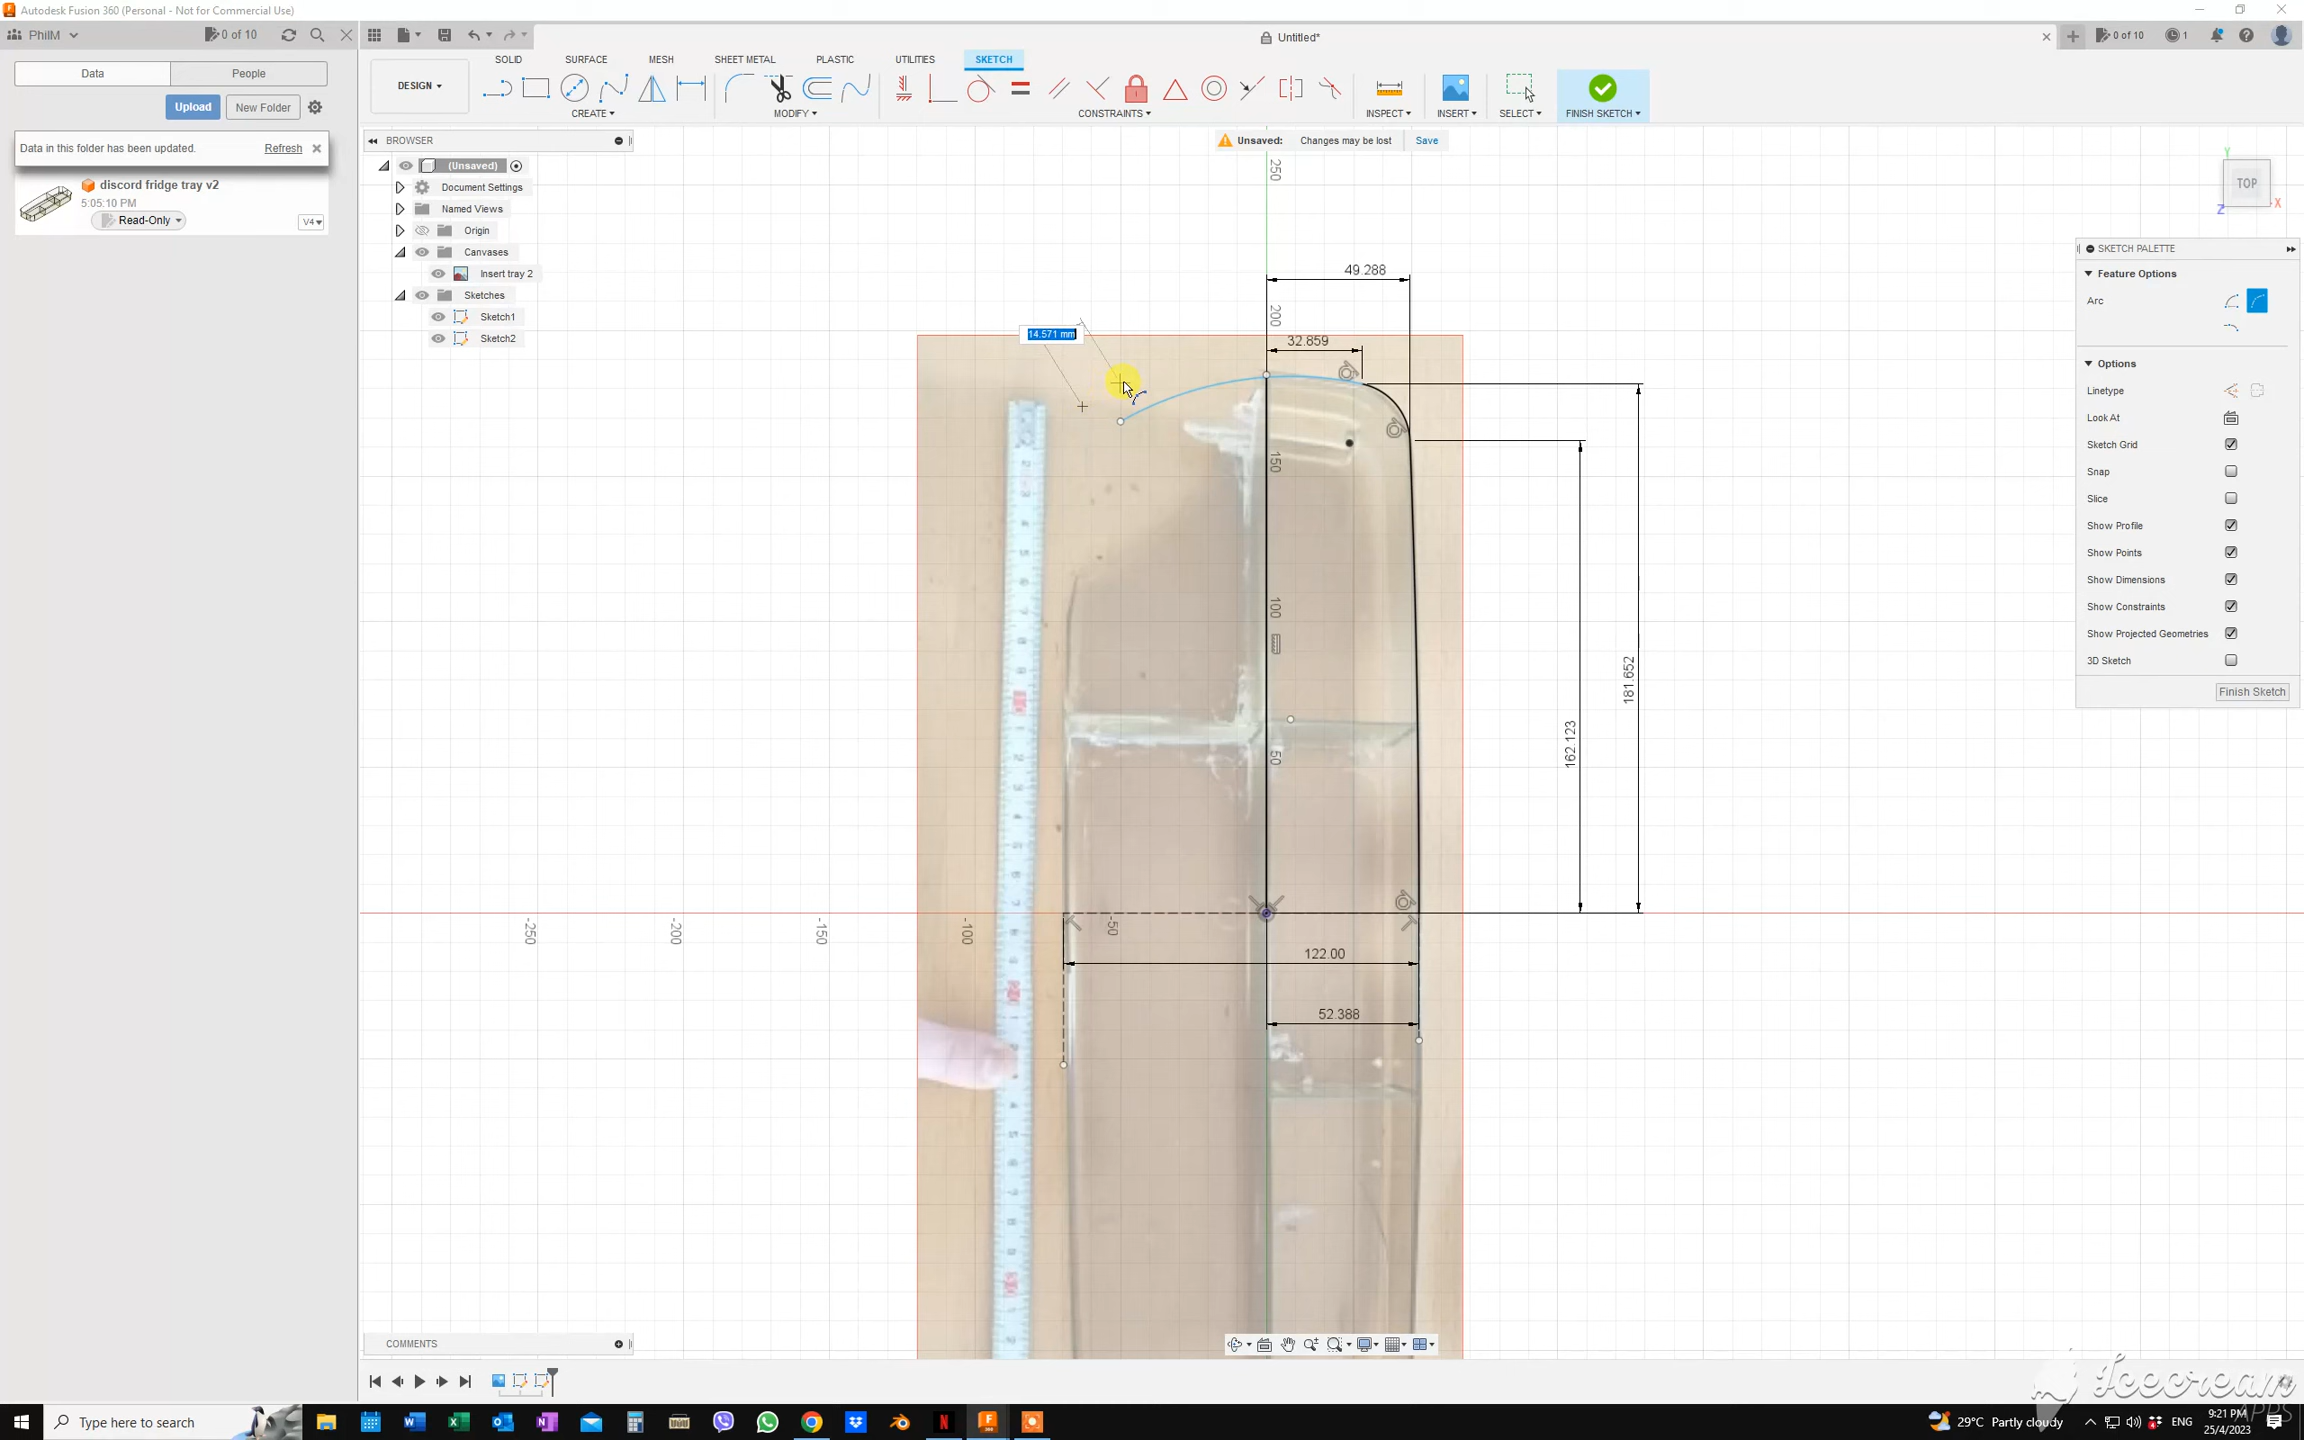 Autodesk Fusion 360 (Personal - Not for Commercial Use)
PhilM
0 of 10
Untitled*
0 of 10
1
Data
People
Upload
New Folder
Data in this folder has been updated.
Refresh
discord fridge tray v2
5:05:10 PM
Read-Only
V4
DESIGN
SOLID
SURFACE
MESH
SHEET METAL
PLASTIC
UTILITIES
SKETCH
CREATE
MODIFY
CONSTRAINTS
INSPECT
INSERT
SELECT
FINISH SKETCH
BROWSER
Unsaved:
Changes may be lost
Save
(Unsaved)
Document Settings
Named Views
Origin
Canvases
Insert tray 2
Sketches
Sketch1
Sketch2
TOP
Y
X
Z
SKETCH PALETTE
Feature Options
Arc
Options
Linetype
Look At
Sketch Grid
Snap
Slice
Show Profile
Show Points
Show Dimensions
Show Constraints
Show Projected Geometries
3D Sketch
Finish Sketch
250
200
150
100
50
-250
-200
-150
-100
-50
49.288
32.859
14.571 mm
181.652
162.123
122.00
52.388
COMMENTS
Icecream
APPS
Type here to search
29°C Partly cloudy
ENG
9:21 PM
25/4/2023